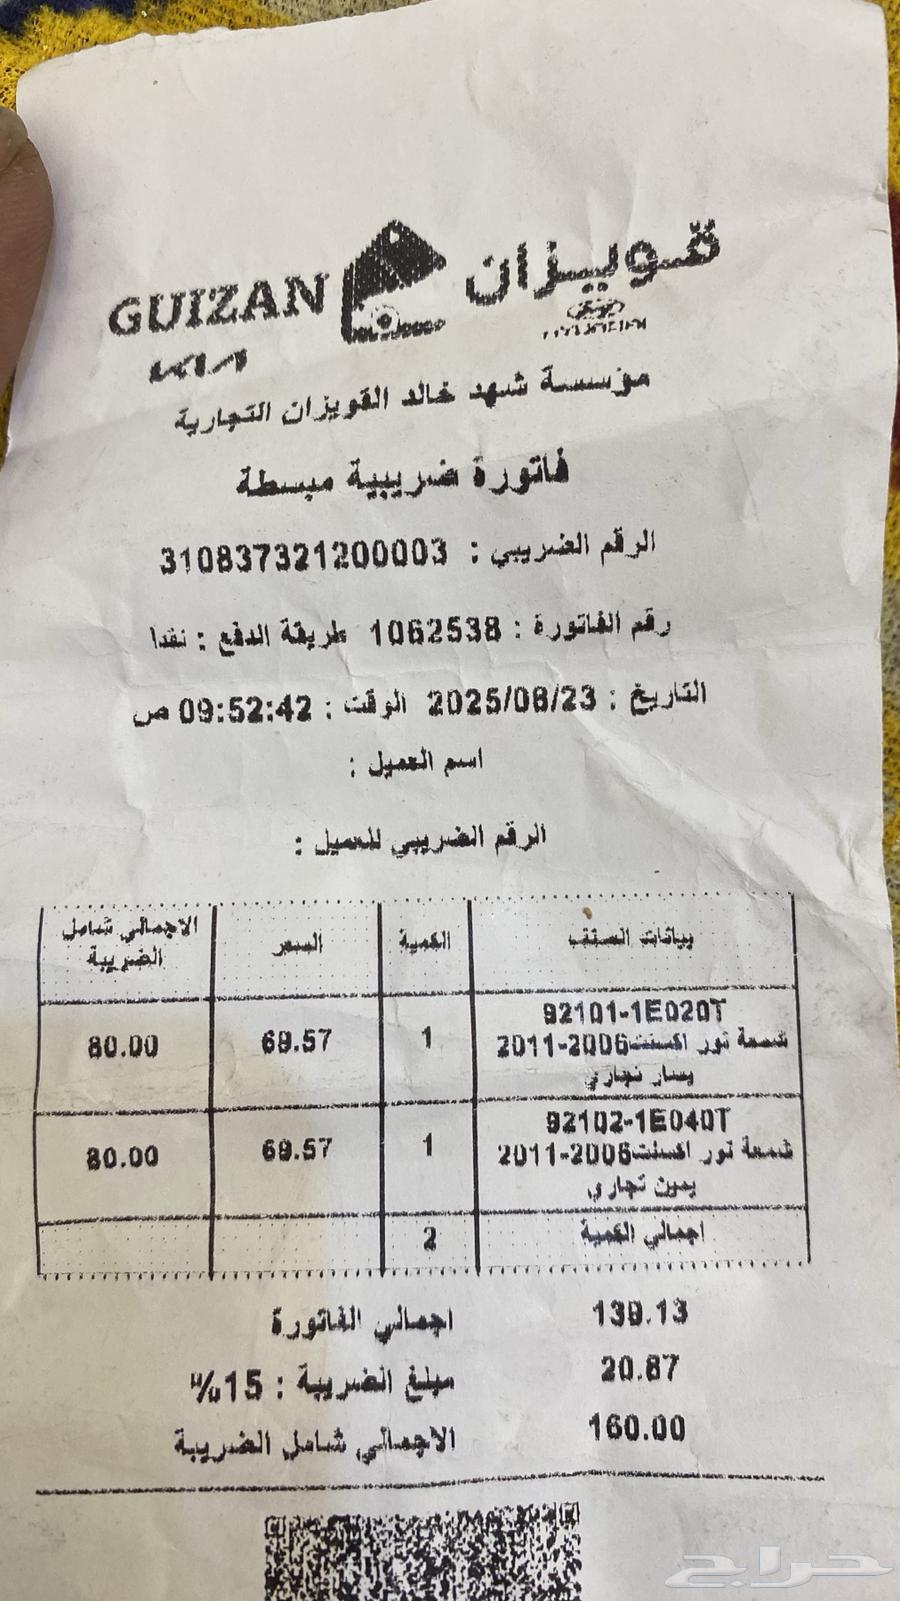 GUIZAN قويزان
KIA HYUNDAI
مؤسسة شهد خالد القويزان التجارية
فاتورة ضريبية مبسطة
الرقم الضريبي : 310837321200003
رقم الفاتورة : 1062538 طريقة الدفع : نقدا
التاريخ : 2025/08/23 الوقت : 09:52:42 ص
اسم العميل :
الرقم الضريبي للعميل :
بيانات الصنف الكمية السعر الاجمالي شامل الضريبة
92101-1E020T
شمعة نور اكسنت2006-2011 1 69.57 80.00
يسار تجاري
92102-1E040T
شمعة نور اكسنت2006-2011 1 69.57 80.00
يمين تجاري
اجمالي الكمية 2
اجمالي الفاتورة 139.13
مبلغ الضريبة : 15% 20.87
الاجمالي شامل الضريبة 160.00
حراج